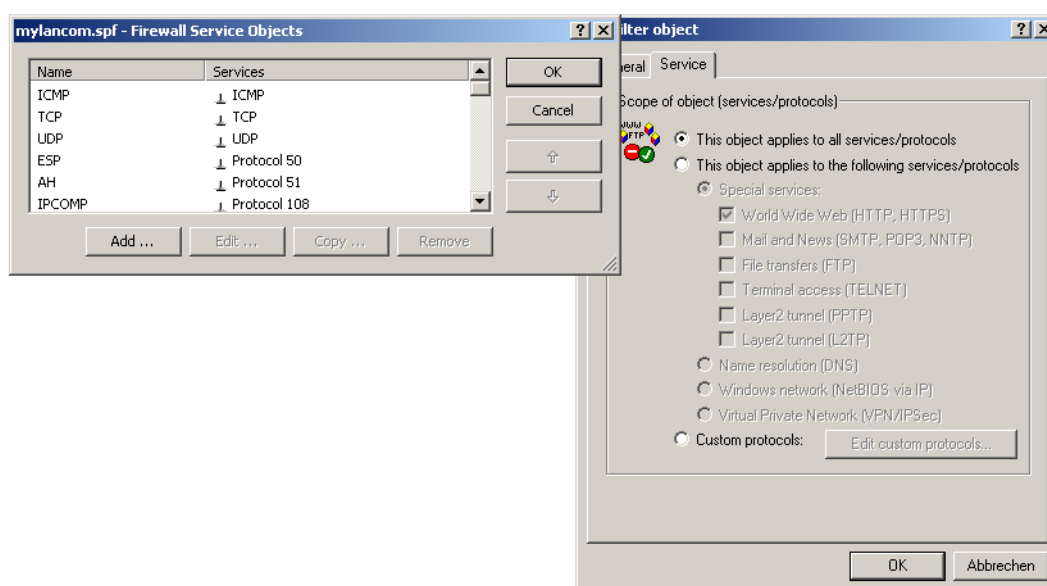 mylancom.spf - Firewall Service Objects
Name Services
ICMP ICMP
TCP TCP
UDP UDP
ESP Protocol 50
AH Protocol 51
IPCOMP Protocol 108
OK
Cancel
Add ... Edit ... Copy ... Remove
ilter object
eral Service
Scope of object (services/protocols)
WWW
FTP
This object applies to all services/protocols
This object applies to the following services/protocols
Special services:
World Wide Web (HTTP, HTTPS)
Mail and News (SMTP, POP3, NNTP)
File transfers (FTP)
Terminal access (TELNET)
Layer2 tunnel (PPTP)
Layer2 tunnel (L2TP)
Name resolution (DNS)
Windows network (NetBIOS via IP)
Virtual Private Network (VPN/IPSec)
Custom protocols: Edit custom protocols...
OK Abbrechen